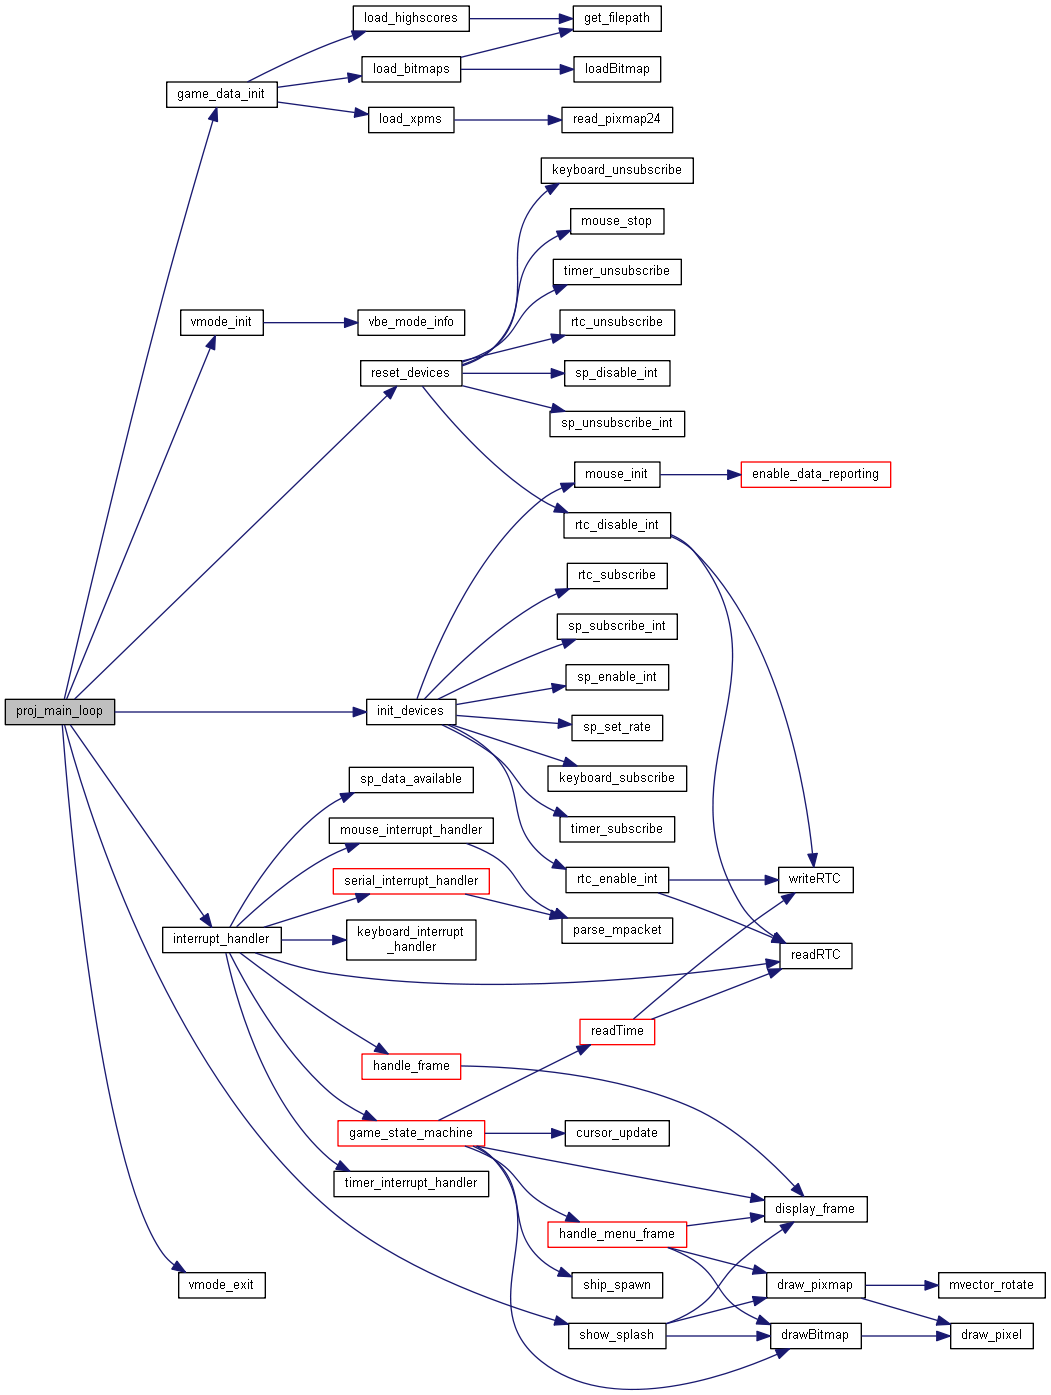 load_highscores
get_filepath
load_bitmaps
loadBitmap
game_data_init
load_xpms
read_pixmap24
keyboard_unsubscribe
mouse_stop
timer_unsubscribe
vmode_init
vbe_mode_info
rtc_unsubscribe
reset_devices
sp_disable_int
sp_unsubscribe_int
mouse_init
enable_data_reporting
rtc_disable_int
rtc_subscribe
sp_subscribe_int
sp_enable_int
proj_main_loop
init_devices
sp_set_rate
sp_data_available
keyboard_subscribe
mouse_interrupt_handler
timer_subscribe
serial_interrupt_handler
rtc_enable_int
writeRTC
keyboard_interrupt
_handler
parse_mpacket
interrupt_handler
readRTC
readTime
handle_frame
game_state_machine
cursor_update
timer_interrupt_handler
display_frame
handle_menu_frame
vmode_exit
ship_spawn
draw_pixmap
mvector_rotate
show_splash
drawBitmap
draw_pixel